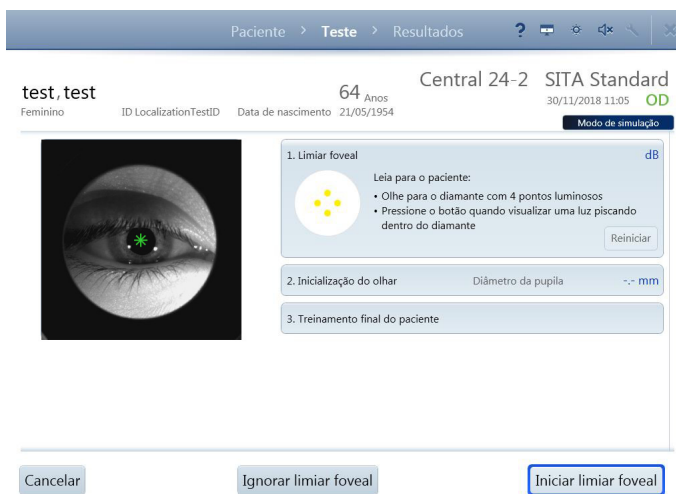 Paciente > Teste > Resultados ?
test, test
64 Anos
Central 24-2 SITA Standard
Feminino ID LocalizationTestID Data de nascimento 21/05/1954
30/11/2018 11:05 OD
Modo de simulação
1. Limiar foveal dB
Leia para o paciente:
• Olhe para o diamante com 4 pontos luminosos
• Pressione o botão quando visualizar uma luz piscando
dentro do diamante
Reiniciar
2. Inicialização do olhar Diâmetro da pupila -.- mm
3. Treinamento final do paciente
Cancelar Ignorar limiar foveal Iniciar limiar foveal